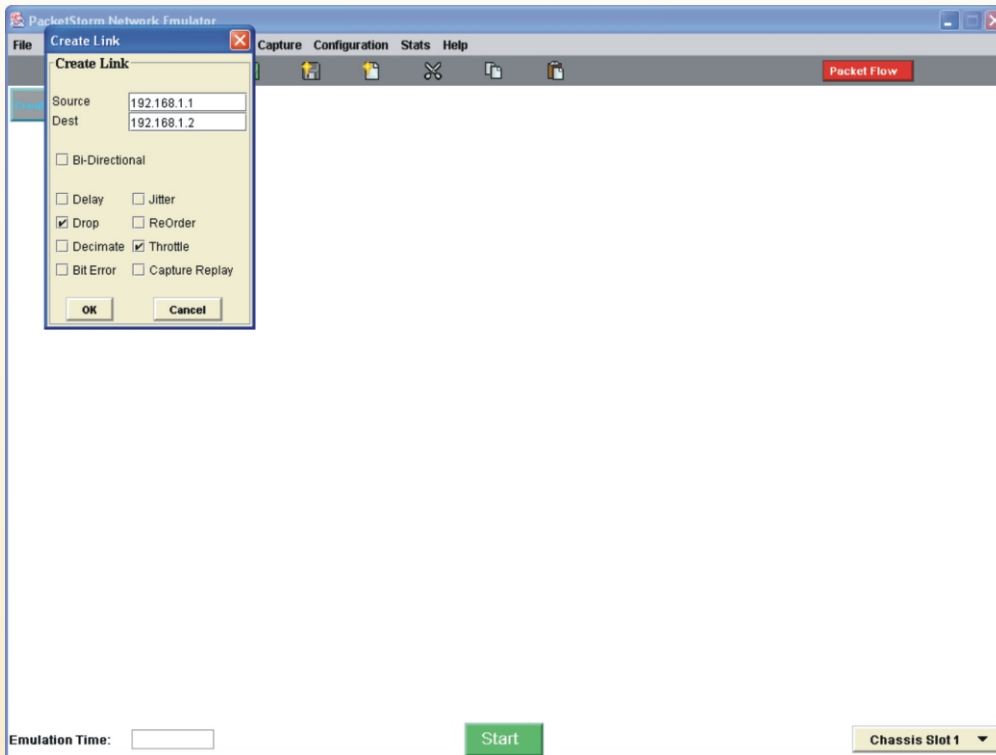 PacketStorm Network Emulator
Create Link
File Capture Configuration Stats Help
Create Link
Packet Flow
Source 192.168.1.1
Dest 192.168.1.2
Bi-Directional
Delay Jitter
Drop ReOrder
Decimate Throttle
Bit Error Capture Replay
OK Cancel
Emulation Time:
Start
Chassis Slot 1